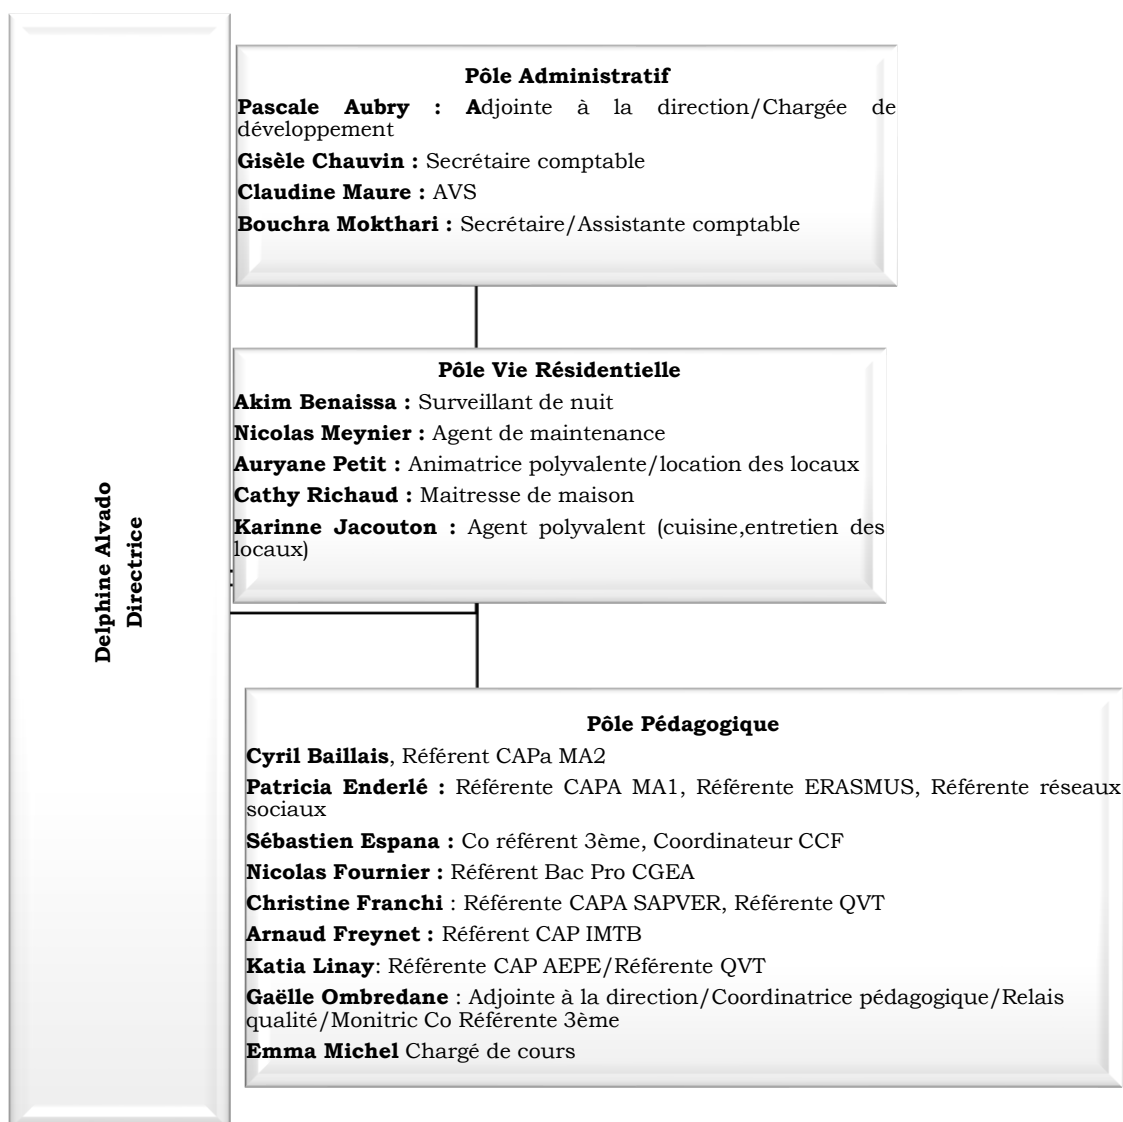 Delphine Alvado
Directrice
Pôle Administratif
Pascale Aubry : Adjointe à la direction/Chargée de
développement
Gisèle Chauvin : Secrétaire comptable
Claudine Maure : AVS
Bouchra Mokthari : Secrétaire/Assistante comptable
Pôle Vie Résidentielle
Akim Benaissa : Surveillant de nuit
Nicolas Meynier : Agent de maintenance
Auryane Petit : Animatrice polyvalente/location des locaux
Cathy Richaud : Maitresse de maison
Karinne Jacouton : Agent polyvalent (cuisine,entretien des
locaux)
Pôle Pédagogique
Cyril Baillais, Référent CAPa MA2
Patricia Enderlé : Référente CAPA MA1, Référente ERASMUS, Référente réseaux
sociaux
Sébastien Espana : Co référent 3ème, Coordinateur CCF
Nicolas Fournier : Référent Bac Pro CGEA
Christine Franchi : Référente CAPA SAPVER, Référente QVT
Arnaud Freynet : Référent CAP IMTB
Katia Linay: Référente CAP AEPE/Référente QVT
Gaëlle Ombredane : Adjointe à la direction/Coordinatrice pédagogique/Relais
qualité/Monitric Co Référente 3ème
Emma Michel Chargé de cours